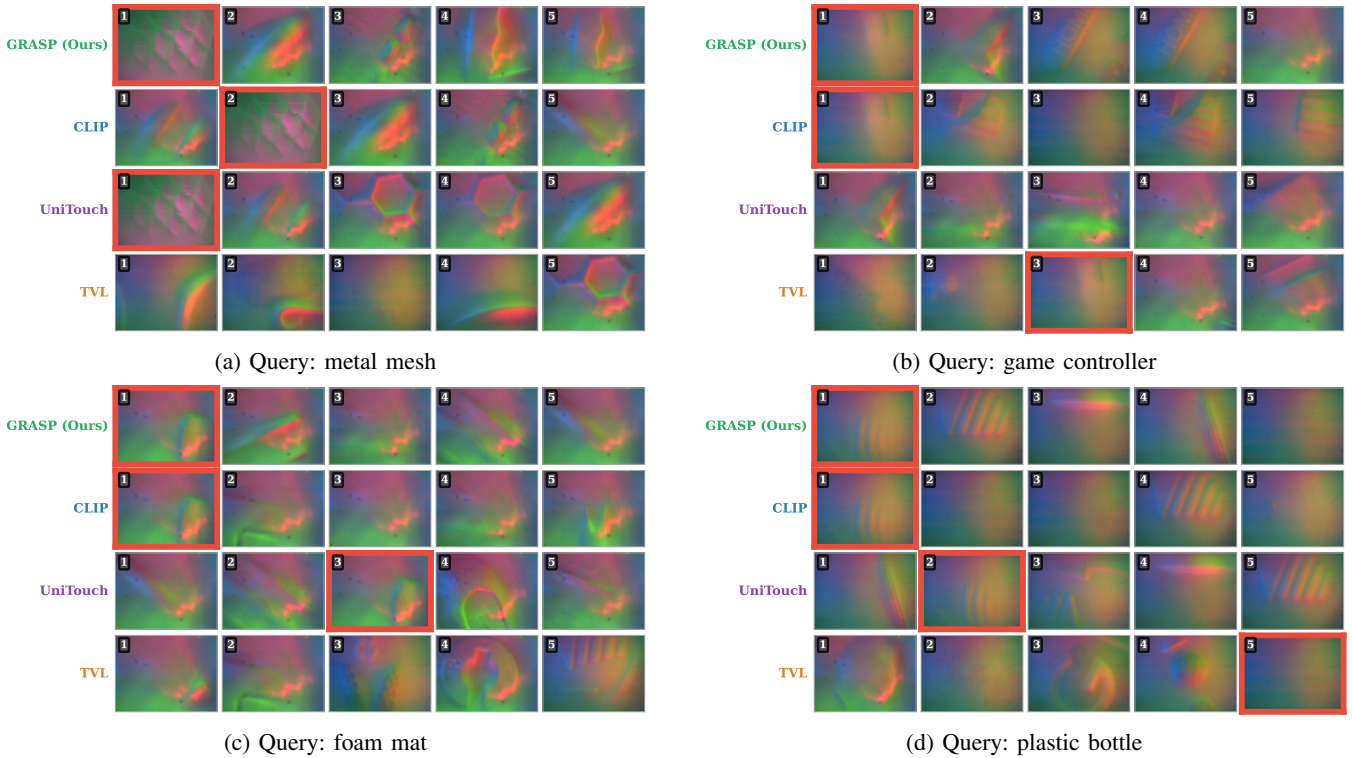 GRASP (Ours) 1 2 3 4 5
CLIP 1 2 3 4 5
UniTouch 1 2 3 4 5
TVL 1 2 3 4 5
(a) Query: metal mesh
GRASP (Ours) 1 2 3 4 5
CLIP 1 2 3 4 5
UniTouch 1 2 3 4 5
TVL 1 2 3 4 5
(b) Query: game controller
GRASP (Ours) 1 2 3 4 5
CLIP 1 2 3 4 5
UniTouch 1 2 3 4 5
TVL 1 2 3 4 5
(c) Query: foam mat
GRASP (Ours) 1 2 3 4 5
CLIP 1 2 3 4 5
UniTouch 1 2 3 4 5
TVL 1 2 3 4 5
(d) Query: plastic bottle